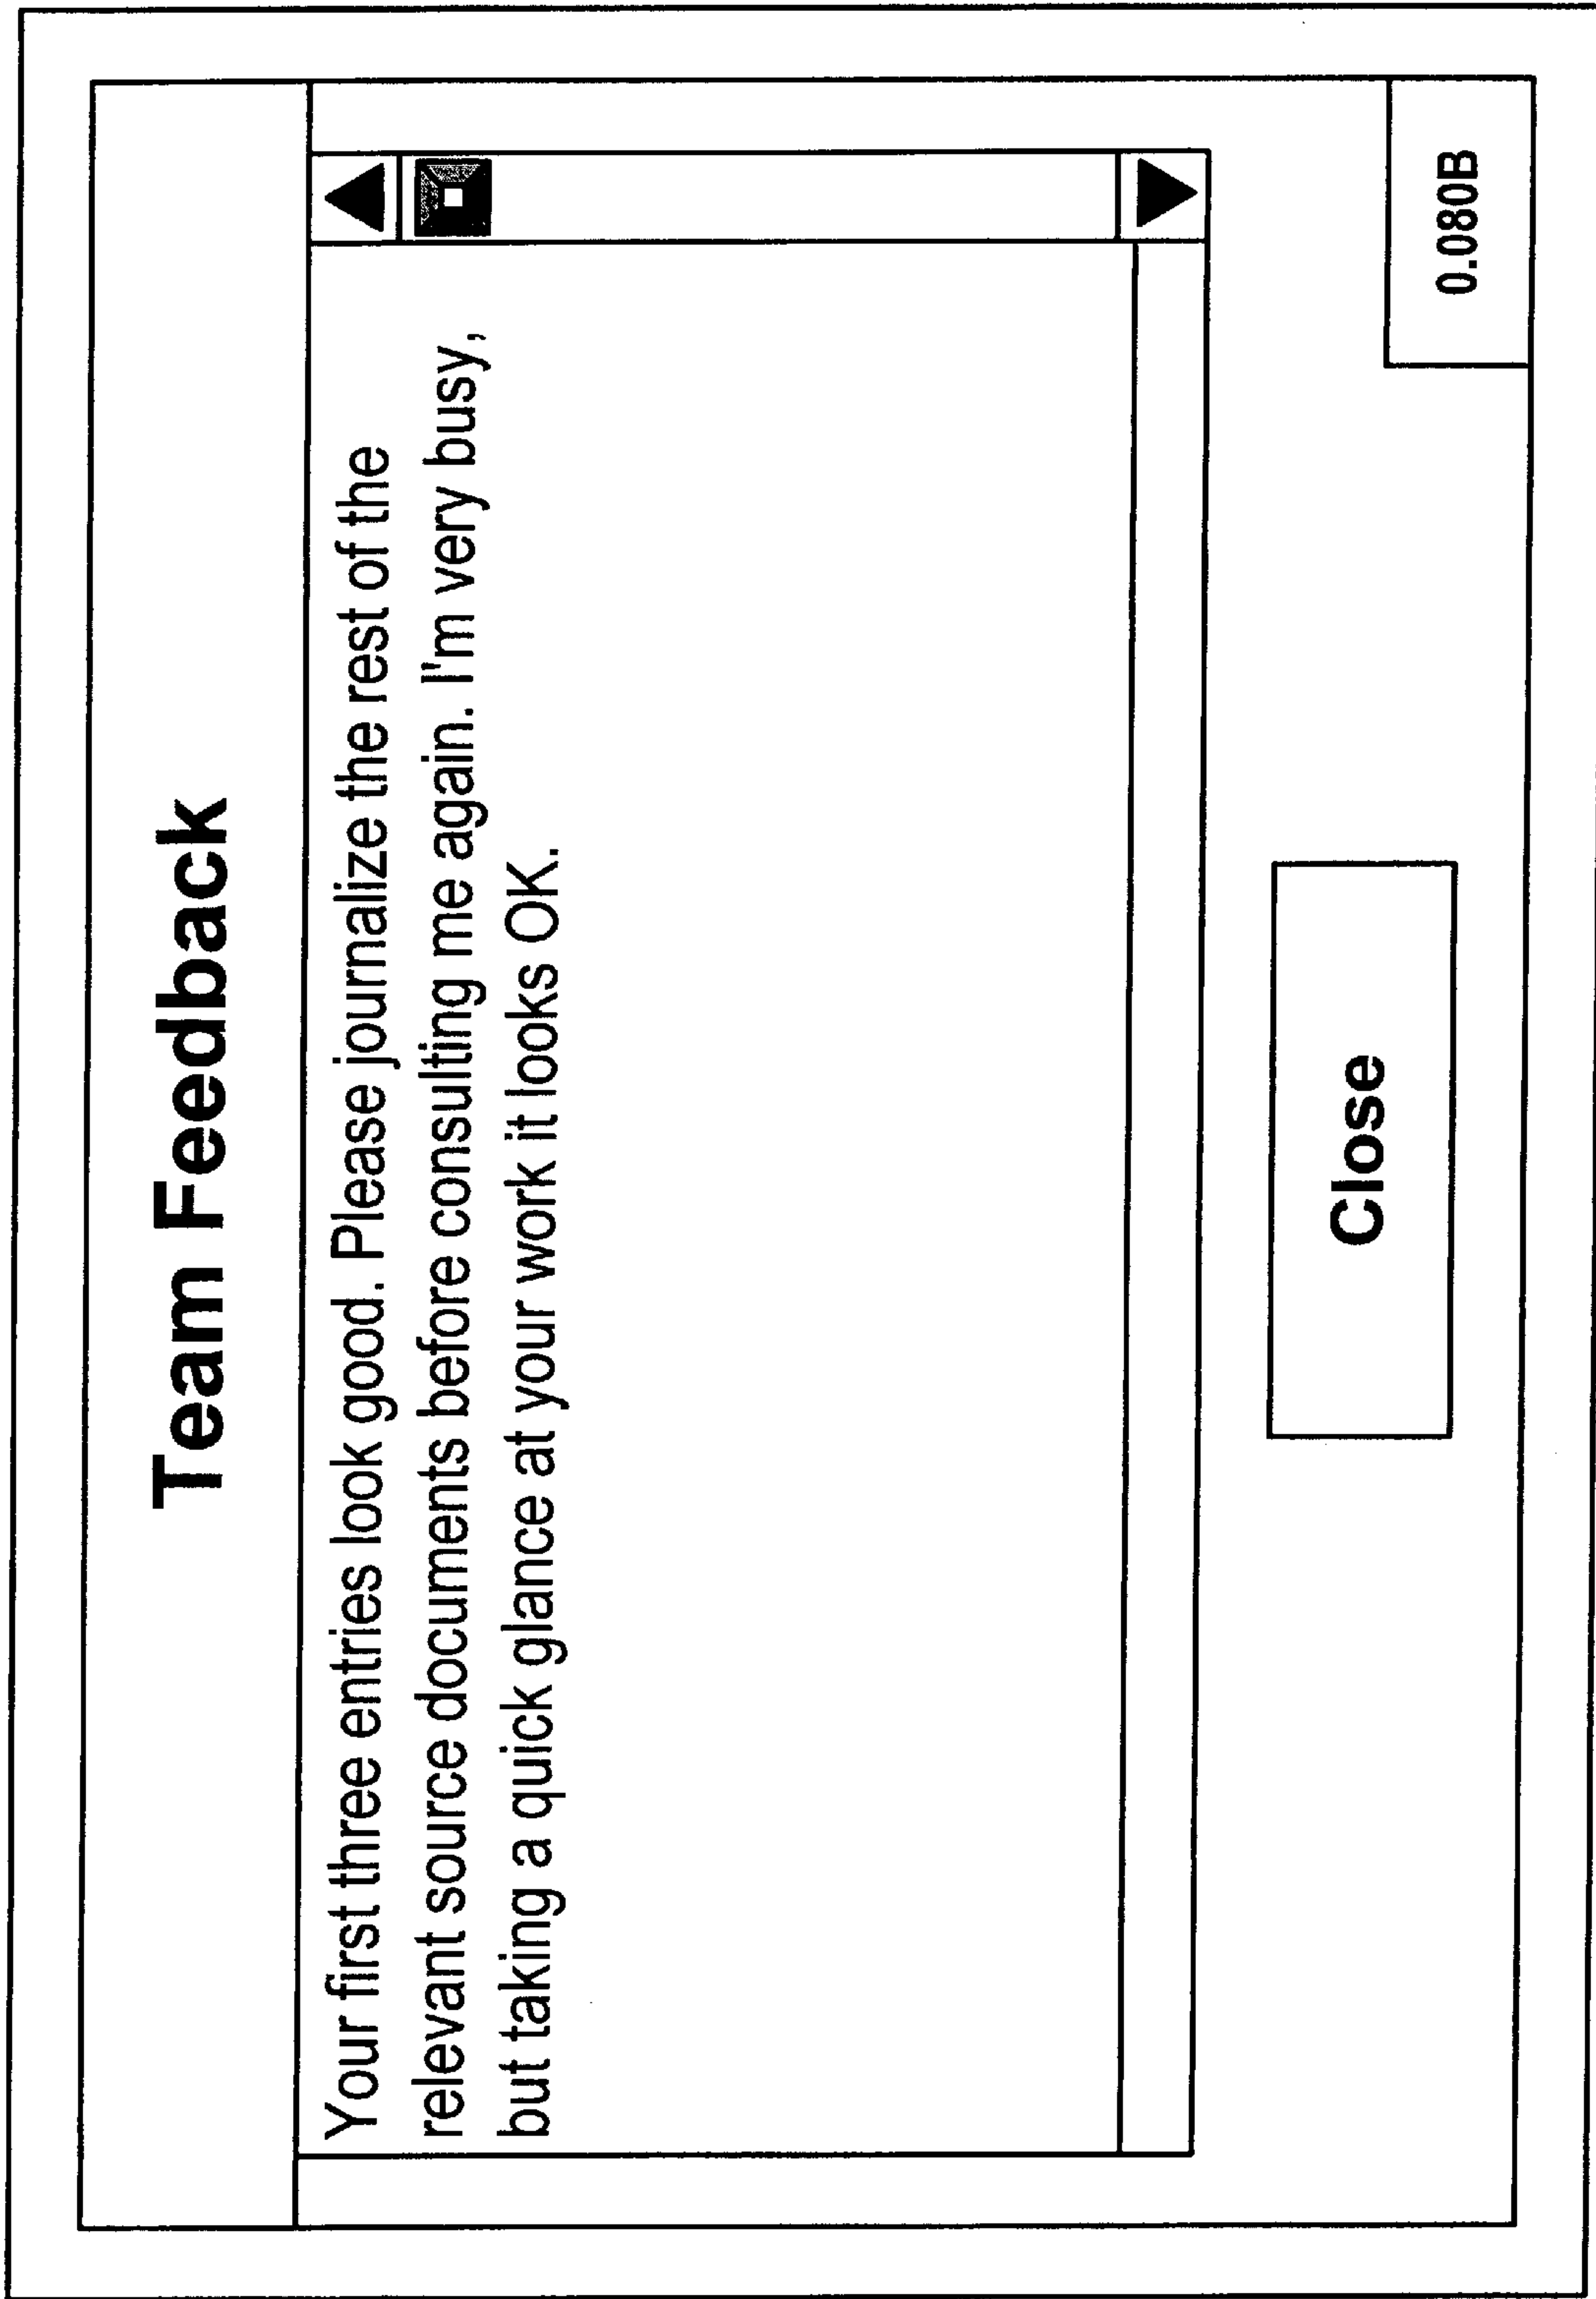 Team Feedback
Your first three entries look good. Please journalize the rest of the
relevant source documents before consulting me again. I'm very busy,
but taking a quick glance at your work it looks OK.
Close
0.080B